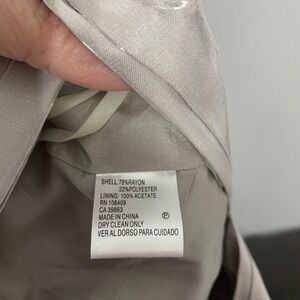 SHELL: 78%RAYON
22%POLYESTER
LINING: 100% ACETATE
RN 106409
CA 39863
MADE IN CHINA Ⓟ
DRY CLEAN ONLY
VER AL DORSO PARA CUIDADO